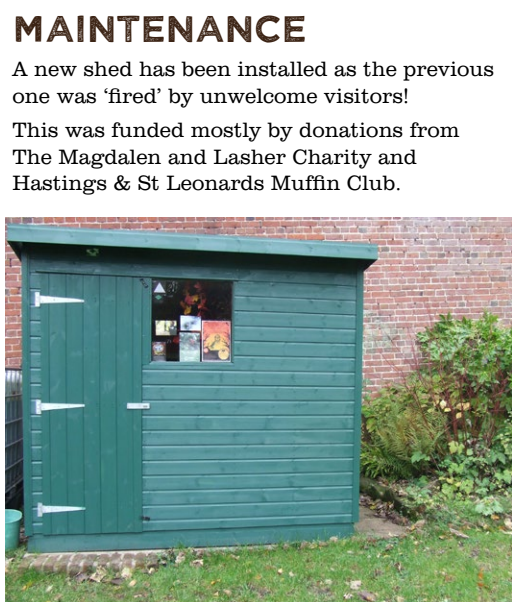 MAINTENANCE
A new shed has been installed as the previous
one was ‘fired’ by unwelcome visitors!
This was funded mostly by donations from
The Magdalen and Lasher Charity and
Hastings & St Leonards Muffin Club.